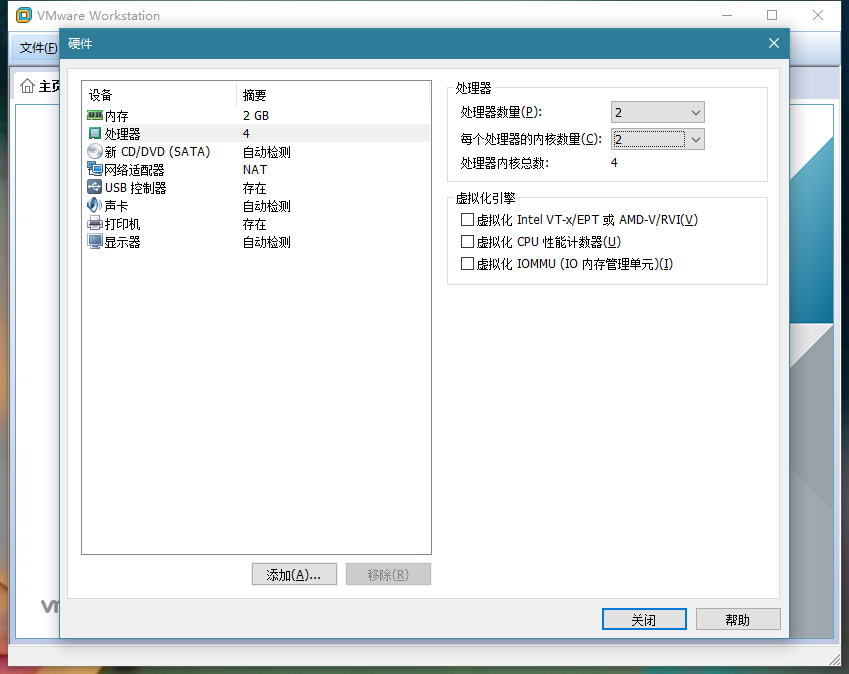 VMware Workstation
文件(F)
硬件
主页
设备 摘要
内存 2 GB
处理器 4
新 CD/DVD (SATA) 自动检测
网络适配器 NAT
USB 控制器 存在
声卡 自动检测
打印机 存在
显示器 自动检测
添加(A)...
移除(R)
处理器
处理器数量(P): 2
每个处理器的内核数量(C): 2
处理器内核总数: 4
虚拟化引擎
虚拟化 Intel VT-x/EPT 或 AMD-V/RVI(V)
虚拟化 CPU 性能计数器(U)
虚拟化 IOMMU (IO 内存管理单元)(I)
关闭
帮助